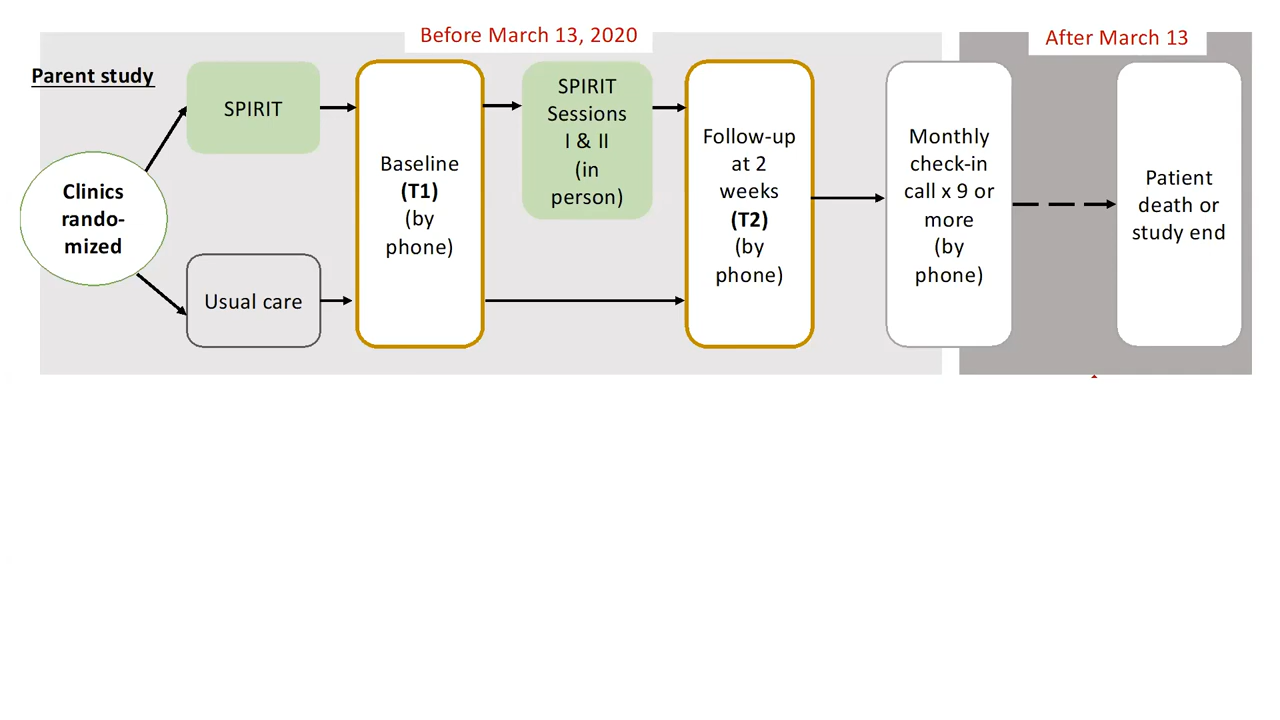 Before March 13, 2020
After March 13
Parent study
Clinics
rando-
mized
SPIRIT
Usual care
Baseline
(T1)
(by
phone)
SPIRIT
Sessions
I & II
(in
person)
Follow-up
at 2
weeks
(T2)
(by
phone)
Monthly
check-in
call x 9 or
more
(by
phone)
Patient
death or
study end